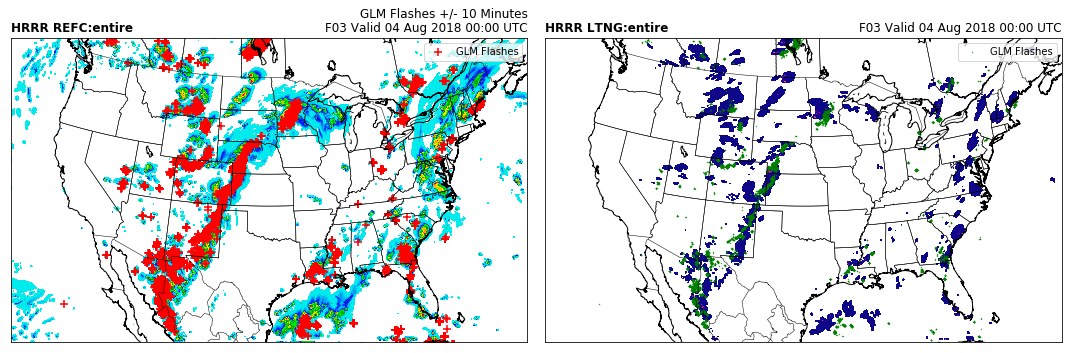 GLM Flashes +/- 10 Minutes
HRRR REFC:entire F03 Valid 04 Aug 2018 00:00 UTC
GLM Flashes
HRRR LTNG:entire F03 Valid 04 Aug 2018 00:00 UTC
GLM Flashes